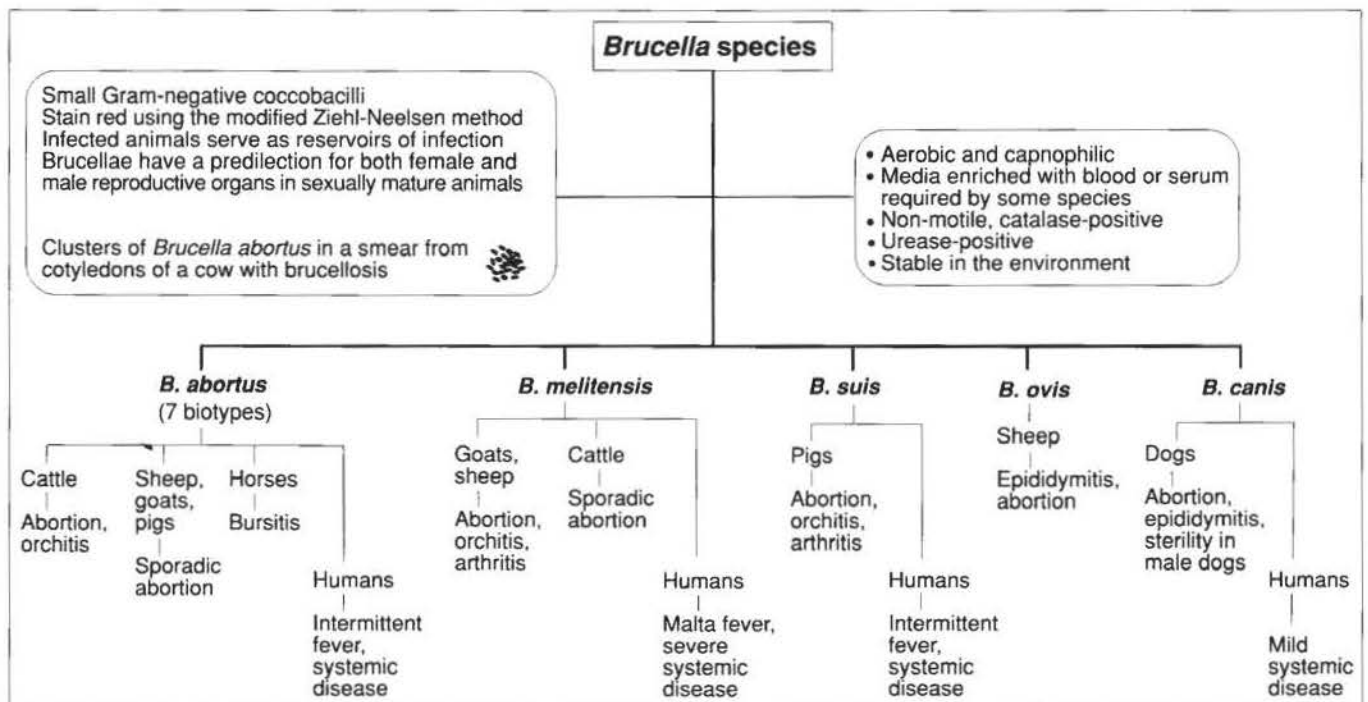 Brucella species
Small Gram-negative coccobacilli
Stain red using the modified Ziehl-Neelsen method
Infected animals serve as reservoirs of infection
Brucellae have a predilection for both female and
male reproductive organs in sexually mature animals
Clusters of Brucella abortus in a smear from
cotyledons of a cow with brucellosis
• Aerobic and capnophilic
• Media enriched with blood or serum
required by some species
• Non-motile, catalase-positive
• Urease-positive
• Stable in the environment
B. abortus
(7 biotypes)
Cattle
Abortion,
orchitis
Sheep,
goats,
pigs
Sporadic
abortion
Horses
Bursitis
Humans
Intermittent
fever,
systemic
disease
B. melitensis
Goats,
sheep
Abortion,
orchitis,
arthritis
Cattle
Sporadic
abortion
Humans
Malta fever,
severe
systemic
disease
B. suis
Pigs
Abortion,
orchitis,
arthritis
Humans
Intermittent
fever,
systemic
disease
B. ovis
Sheep
Epididymitis,
abortion
B. canis
Dogs
Abortion,
epididymitis,
sterility in
male dogs
Humans
Mild
systemic
disease